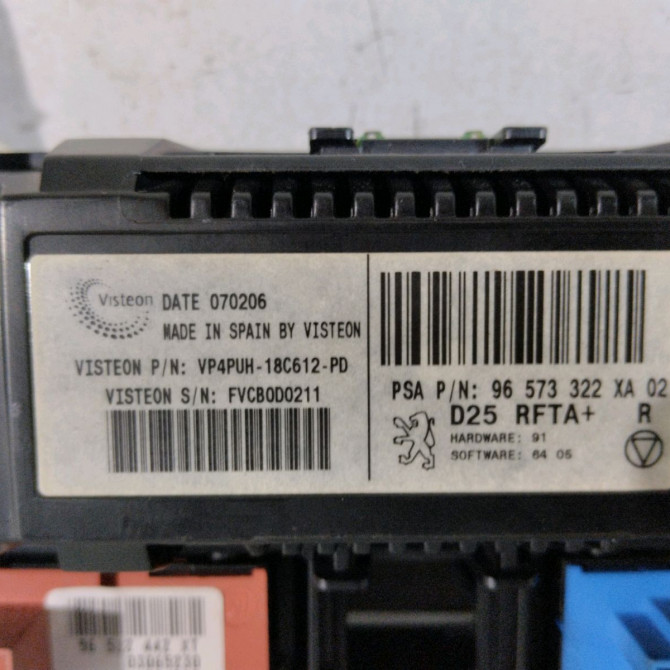 Visteon DATE 070206
MADE IN SPAIN BY VISTEON
VISTEON P/N: VP4PUH-18C612-PD
VISTEON S/N: FVCB0D0211
PSA P/N: 96 573 322 XA 02
D25 RFTA+ R
HARDWARE: 91
SOFTWARE: 64 05